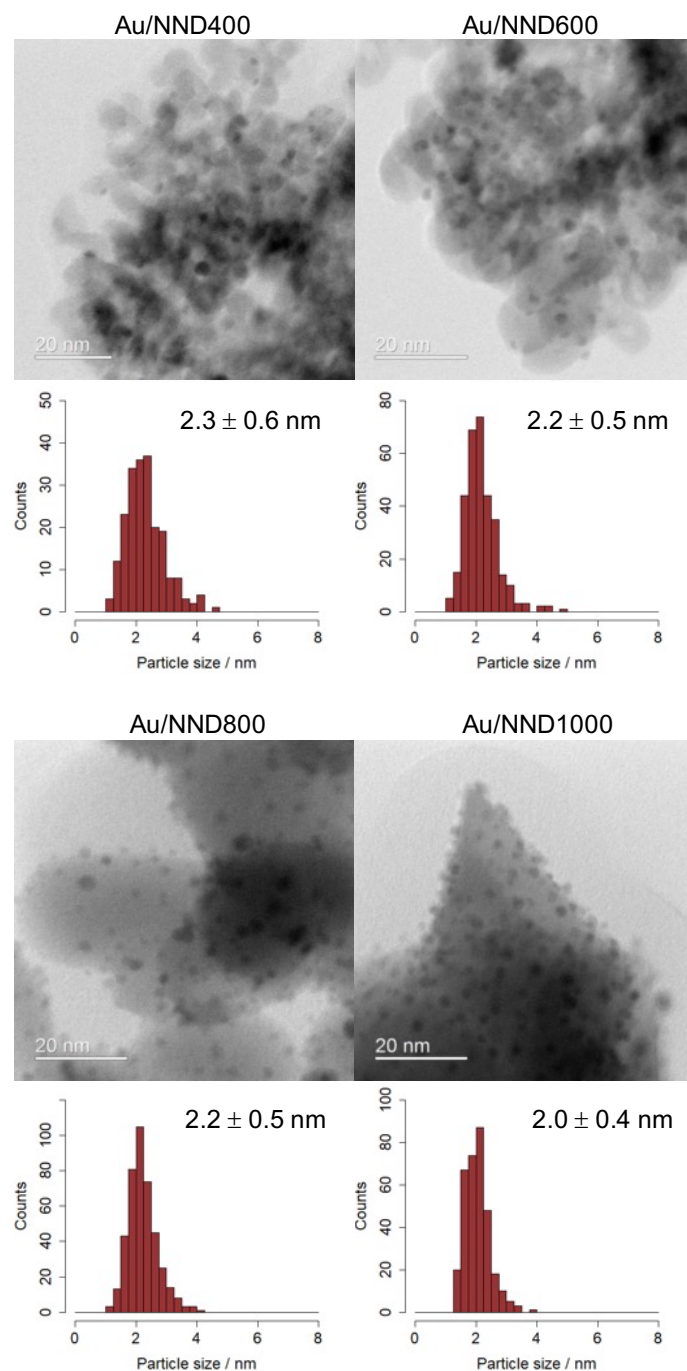 Au/NND400
Au/NND600
20 nm
20 nm
2.3 ± 0.6 nm
Counts
50
40
30
20
10
0
0 2 4 6 8
Particle size / nm
2.2 ± 0.5 nm
Counts
80
60
40
20
0
0 2 4 6 8
Particle size / nm
Au/NND800
Au/NND1000
20 nm
20 nm
2.2 ± 0.5 nm
Counts
100
80
60
40
20
0
0 2 4 6 8
Particle size / nm
2.0 ± 0.4 nm
Counts
100
80
60
40
20
0
0 2 4 6 8
Particle size / nm